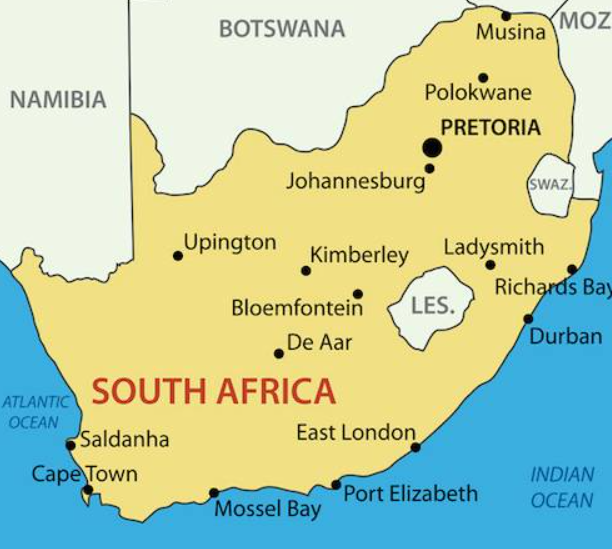 BOTSWANA
MOZ
Musina
NAMIBIA
Polokwane
PRETORIA
Johannesburg
SWAZ.
Upington
Kimberley
Ladysmith
Richards Bay
Bloemfontein
LES.
Durban
De Aar
SOUTH AFRICA
ATLANTIC
OCEAN
Saldanha
East London
Cape Town
Port Elizabeth
Mossel Bay
INDIAN
OCEAN